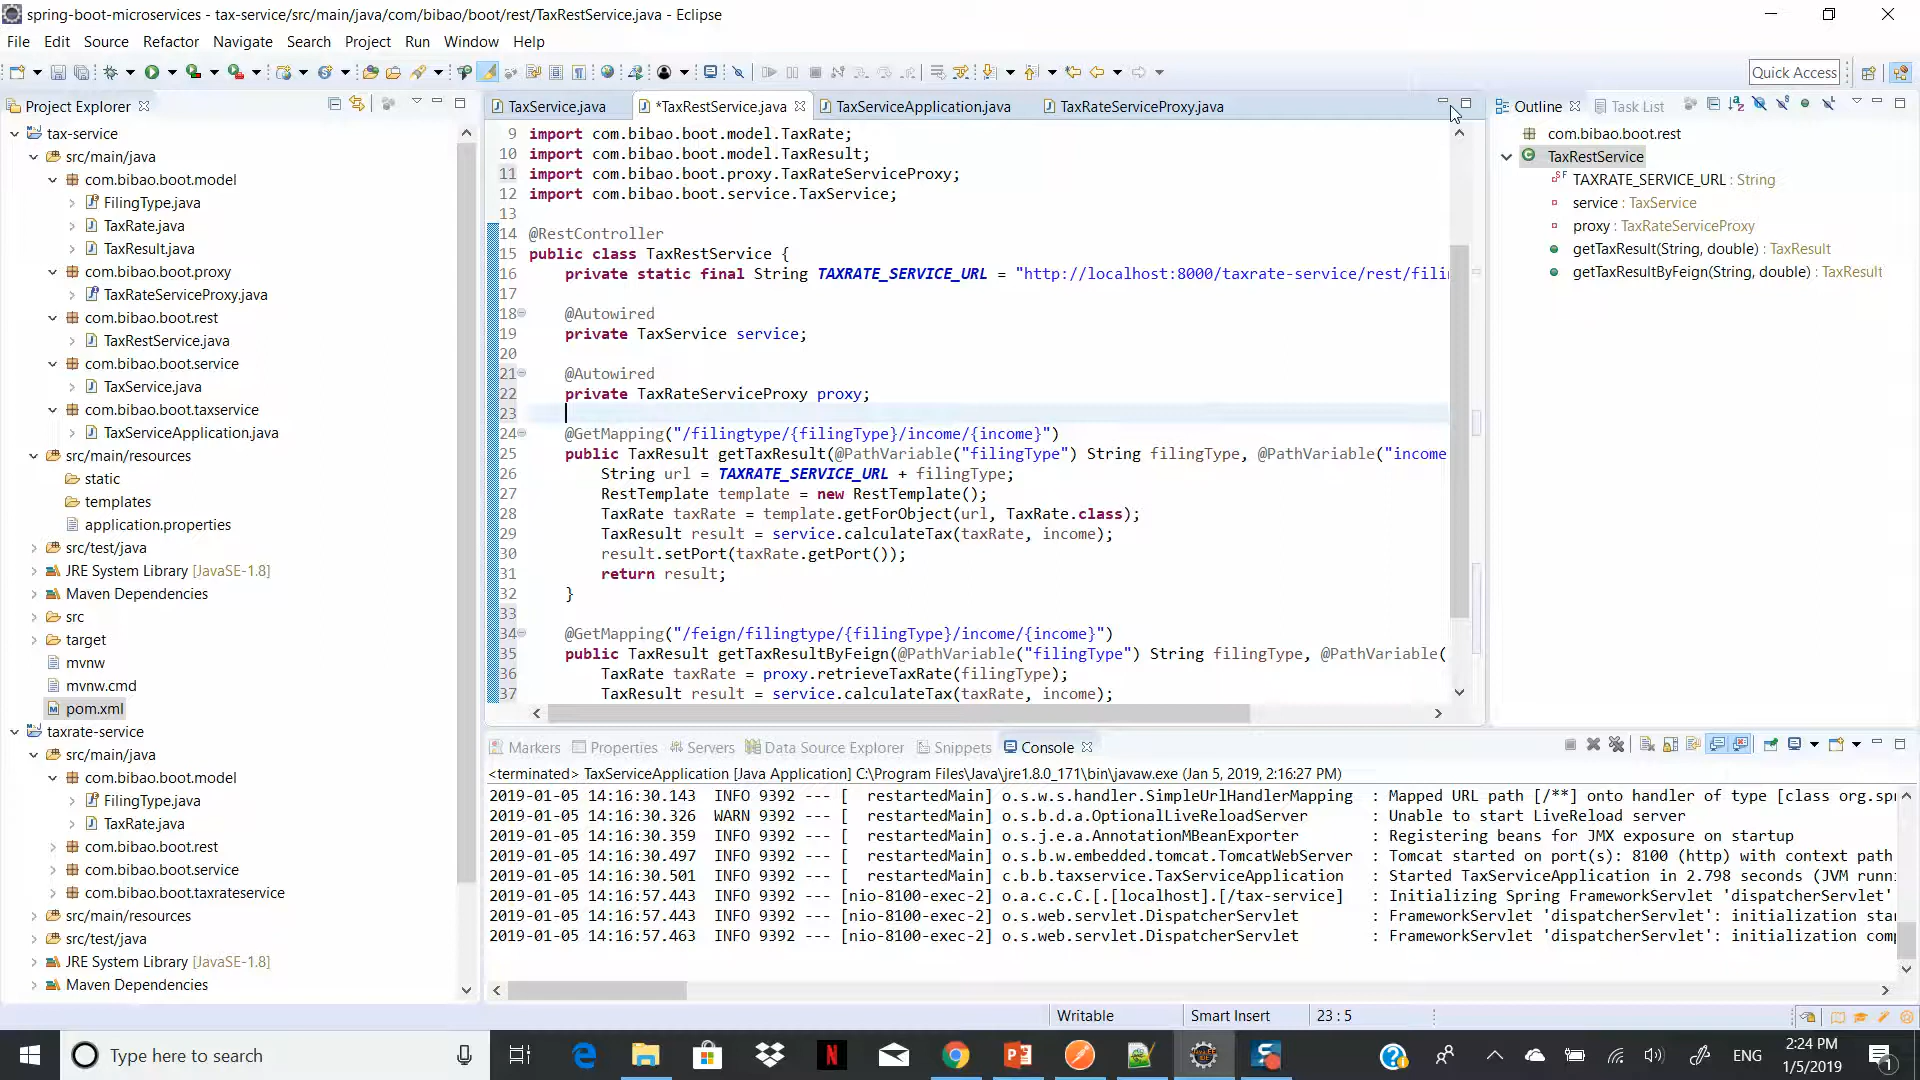 spring-boot-microservices - tax-service/src/main/java/com/bibao/boot/rest/TaxRestService.java - Eclipse
File Edit Source Refactor Navigate Search Project Run Window Help
Quick Access
Project Explorer
tax-service
src/main/java
com.bibao.boot.model
FilingType.java
TaxRate.java
TaxResult.java
com.bibao.boot.proxy
TaxRateServiceProxy.java
com.bibao.boot.rest
TaxRestService.java
com.bibao.boot.service
TaxService.java
com.bibao.boot.taxservice
TaxServiceApplication.java
src/main/resources
static
templates
application.properties
src/test/java
JRE System Library [JavaSE-1.8]
Maven Dependencies
src
target
mvnw
mvnw.cmd
pom.xml
taxrate-service
src/main/java
com.bibao.boot.model
FilingType.java
TaxRate.java
com.bibao.boot.rest
com.bibao.boot.service
com.bibao.boot.taxrateservice
src/main/resources
src/test/java
JRE System Library [JavaSE-1.8]
Maven Dependencies
TaxService.java *TaxRestService.java TaxServiceApplication.java TaxRateServiceProxy.java
9 import com.bibao.boot.model.TaxRate;
10 import com.bibao.boot.model.TaxResult;
11 import com.bibao.boot.proxy.TaxRateServiceProxy;
12 import com.bibao.boot.service.TaxService;
13
14 @RestController
15 public class TaxRestService {
16 private static final String TAXRATE_SERVICE_URL = "http://localhost:8000/taxrate-service/rest/fili
17
18 @Autowired
19 private TaxService service;
20
21 @Autowired
22 private TaxRateServiceProxy proxy;
23
24 @GetMapping("/filingtype/{filingType}/income/{income}")
25 public TaxResult getTaxResult(@PathVariable("filingType") String filingType, @PathVariable("income
26 String url = TAXRATE_SERVICE_URL + filingType;
27 RestTemplate template = new RestTemplate();
28 TaxRate taxRate = template.getForObject(url, TaxRate.class);
29 TaxResult result = service.calculateTax(taxRate, income);
30 result.setPort(taxRate.getPort());
31 return result;
32 }
33
34 @GetMapping("/feign/filingtype/{filingType}/income/{income}")
35 public TaxResult getTaxResultByFeign(@PathVariable("filingType") String filingType, @PathVariable(
36 TaxRate taxRate = proxy.retrieveTaxRate(filingType);
37 TaxResult result = service.calculateTax(taxRate, income);
Outline Task List
com.bibao.boot.rest
TaxRestService
TAXRATE_SERVICE_URL : String
service : TaxService
proxy : TaxRateServiceProxy
getTaxResult(String, double) : TaxResult
getTaxResultByFeign(String, double) : TaxResult
Markers Properties Servers Data Source Explorer Snippets Console
<terminated> TaxServiceApplication [Java Application] C:\Program Files\Java\jre1.8.0_171\bin\javaw.exe (Jan 5, 2019, 2:16:27 PM)
2019-01-05 14:16:30.143 INFO 9392 --- [ restartedMain] o.s.w.s.handler.SimpleUrlHandlerMapping : Mapped URL path [/**] onto handler of type [class org.spr
2019-01-05 14:16:30.326 WARN 9392 --- [ restartedMain] o.s.b.d.a.OptionalLiveReloadServer : Unable to start LiveReload server
2019-01-05 14:16:30.359 INFO 9392 --- [ restartedMain] o.s.j.e.a.AnnotationMBeanExporter : Registering beans for JMX exposure on startup
2019-01-05 14:16:30.497 INFO 9392 --- [ restartedMain] o.s.b.w.embedded.tomcat.TomcatWebServer : Tomcat started on port(s): 8100 (http) with context path
2019-01-05 14:16:30.501 INFO 9392 --- [ restartedMain] c.b.b.taxservice.TaxServiceApplication : Started TaxServiceApplication in 2.798 seconds (JVM runni
2019-01-05 14:16:57.443 INFO 9392 --- [nio-8100-exec-2] o.a.c.c.C.[.[localhost].[/tax-service] : Initializing Spring FrameworkServlet 'dispatcherServlet'
2019-01-05 14:16:57.443 INFO 9392 --- [nio-8100-exec-2] o.s.web.servlet.DispatcherServlet : FrameworkServlet 'dispatcherServlet': initialization star
2019-01-05 14:16:57.463 INFO 9392 --- [nio-8100-exec-2] o.s.web.servlet.DispatcherServlet : FrameworkServlet 'dispatcherServlet': initialization comp
Writable Smart Insert 23 : 5
Type here to search
ENG
2:24 PM
1/5/2019
1